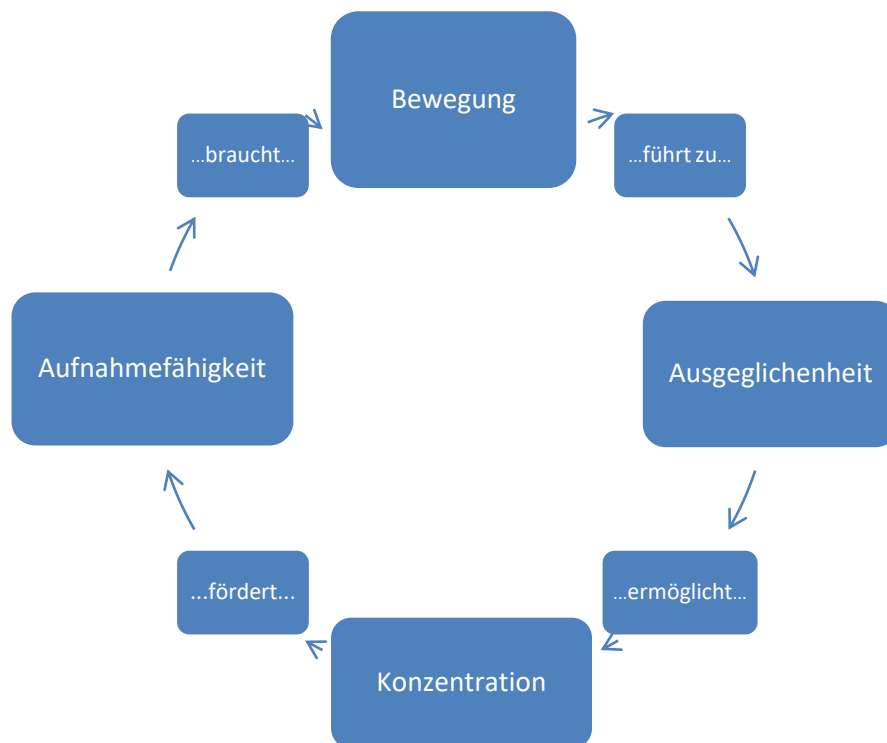 Bewegung
...führt zu...
Ausgeglichenheit
...ermöglicht...
Konzentration
...fördert...
Aufnahmefähigkeit
...braucht...